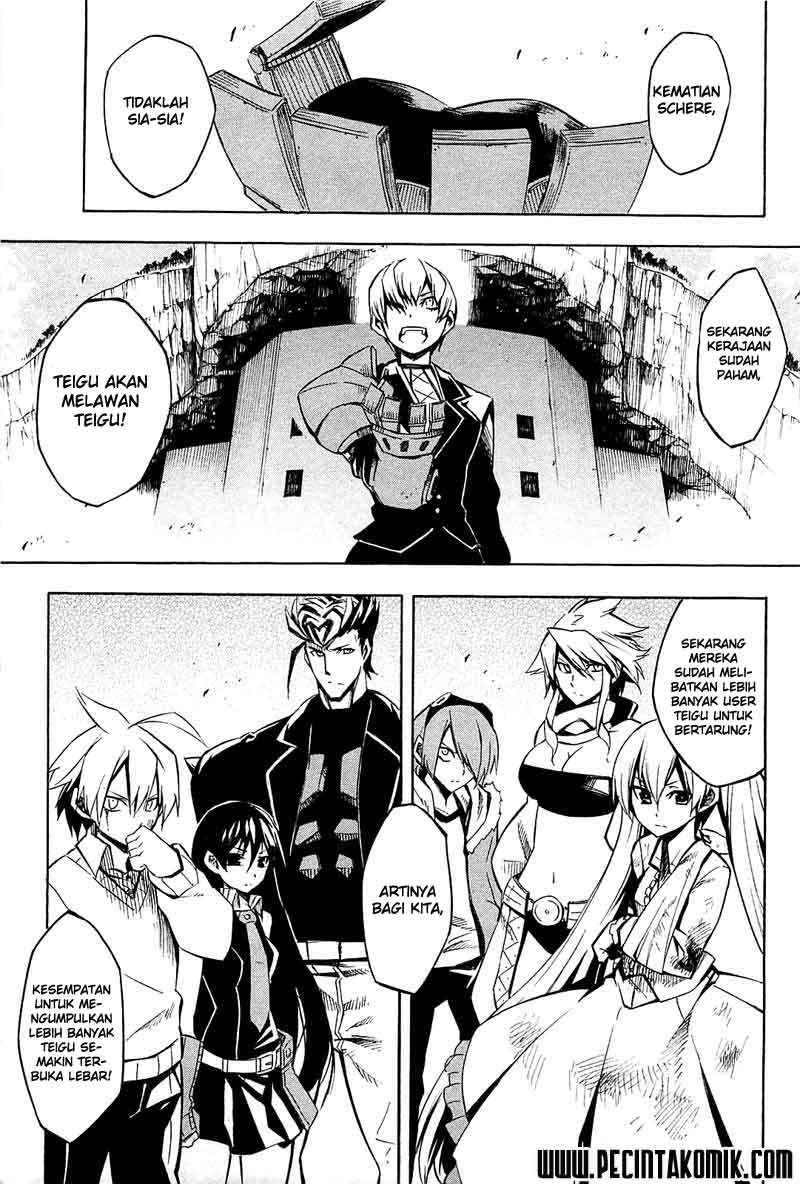 KEMATIAN
SCHERE,
TIDAKLAH
SIA-SIA!
SEKARANG
KERAJAAN
SUDAH
PAHAM,
TEIGU AKAN
MELAWAN
TEIGU!
SEKARANG
MEREKA
SUDAH MELI-
BATKAN LEBIH
BANYAK USER
TEIGU UNTUK
BERTARUNG!
ARTINYA
BAGI KITA,
KESEMPATAN
UNTUK ME-
NGUMPULKAN
LEBIH BANYAK
TEIGU SE-
MAKIN TER-
BUKA LEBAR!
WWW.PECINTAKOMIK.COM